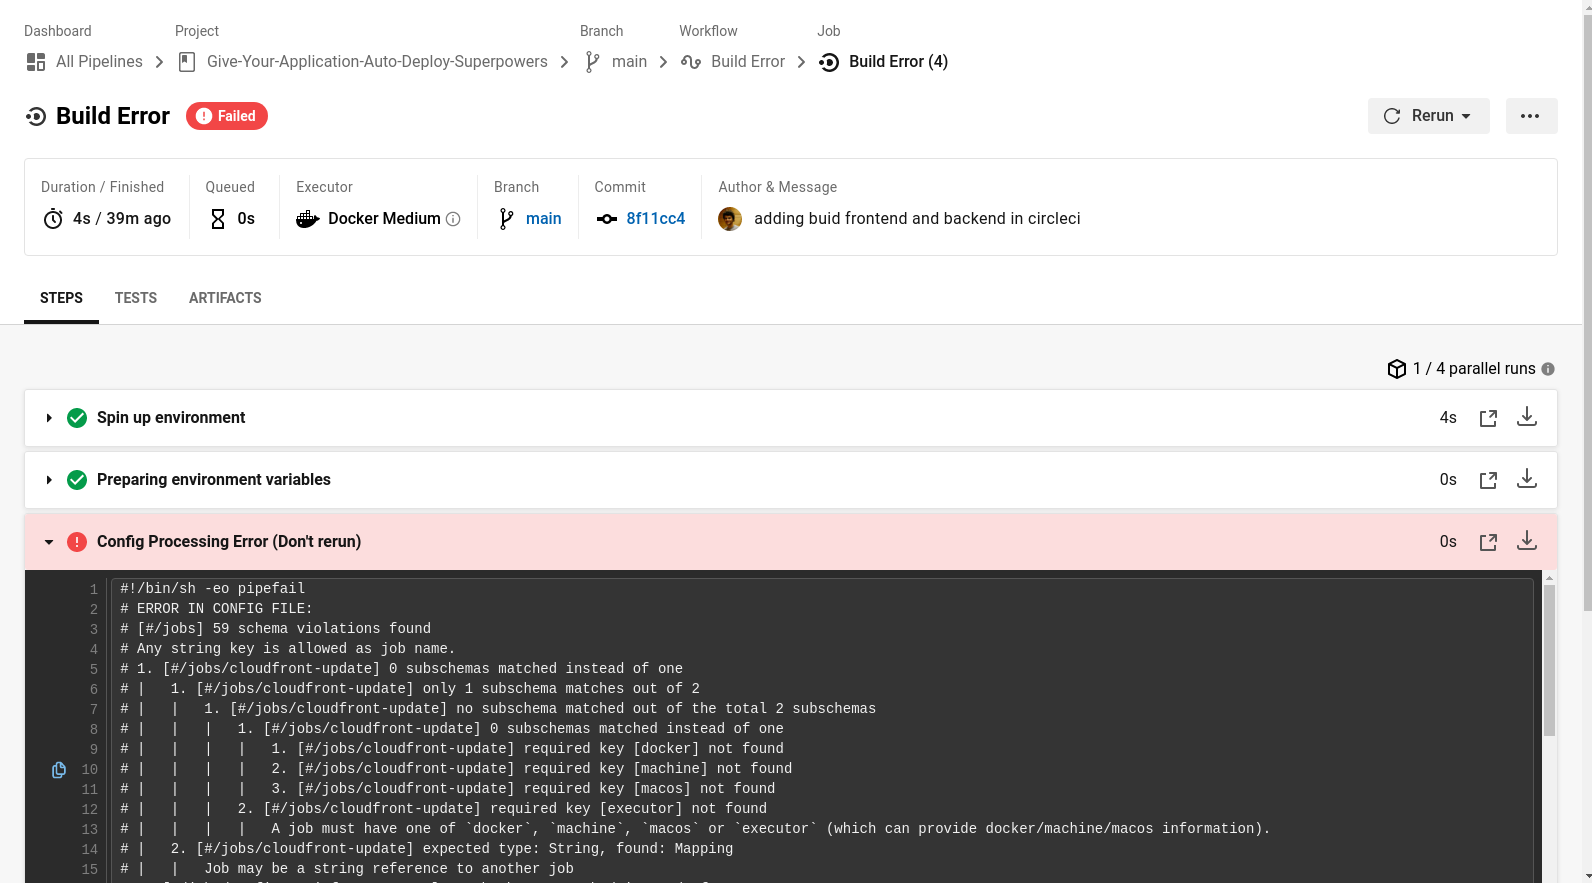 Dashboard Project Branch Workflow Job
All Pipelines Give-Your-Application-Auto-Deploy-Superpowers main Build Error Build Error (4)
Build Error Failed Rerun
Duration / Finished Queued Executor Branch Commit Author & Message
4s / 39m ago 0s Docker Medium main 8f11cc4 adding buid frontend and backend in circleci
STEPS TESTS ARTIFACTS
1 / 4 parallel runs
Spin up environment 4s
Preparing environment variables 0s
Config Processing Error (Don't rerun) 0s
1 #!/bin/sh -eo pipefail
2 # ERROR IN CONFIG FILE:
3 # [#/jobs] 59 schema violations found
4 # Any string key is allowed as job name.
5 # 1. [#/jobs/cloudfront-update] 0 subschemas matched instead of one
6 # |   1. [#/jobs/cloudfront-update] only 1 subschema matches out of 2
7 # |   |   1. [#/jobs/cloudfront-update] no subschema matched out of the total 2 subschemas
8 # |   |   |   1. [#/jobs/cloudfront-update] 0 subschemas matched instead of one
9 # |   |   |   |   1. [#/jobs/cloudfront-update] required key [docker] not found
10 # |   |   |   |   2. [#/jobs/cloudfront-update] required key [machine] not found
11 # |   |   |   |   3. [#/jobs/cloudfront-update] required key [macos] not found
12 # |   |   |   2. [#/jobs/cloudfront-update] required key [executor] not found
13 # |   |   |   |   A job must have one of `docker`, `machine`, `macos` or `executor` (which can provide docker/machine/macos information).
14 # |   2. [#/jobs/cloudfront-update] expected type: String, found: Mapping
15 # |   |   Job may be a string reference to another job